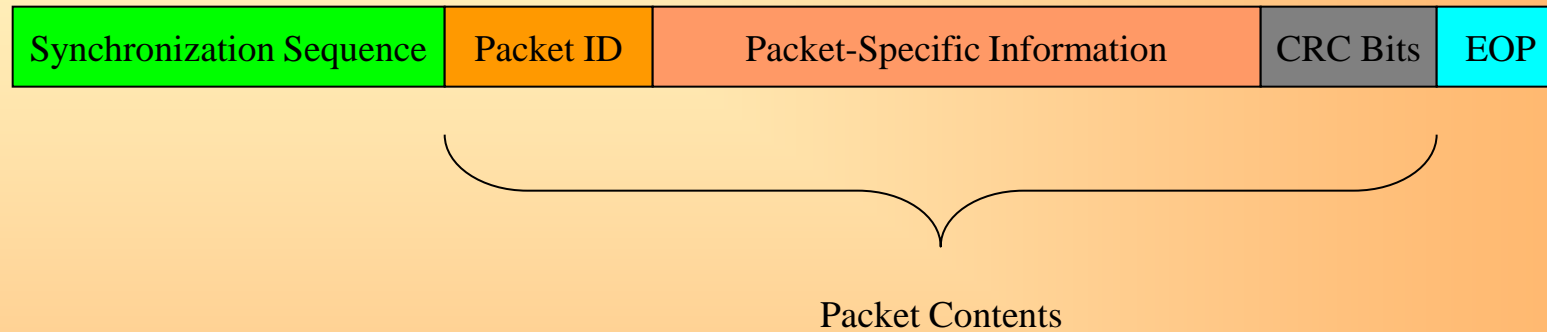 Synchronization Sequence Packet ID Packet-Specific Information CRC Bits EOP
Packet Contents